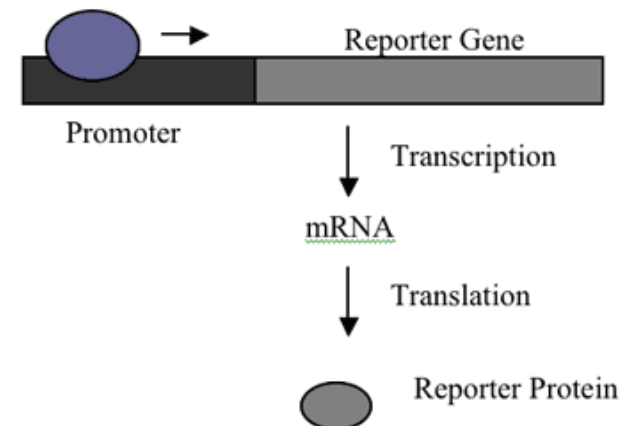 Reporter Gene
Promoter
Transcription
mRNA
Translation
Reporter Protein